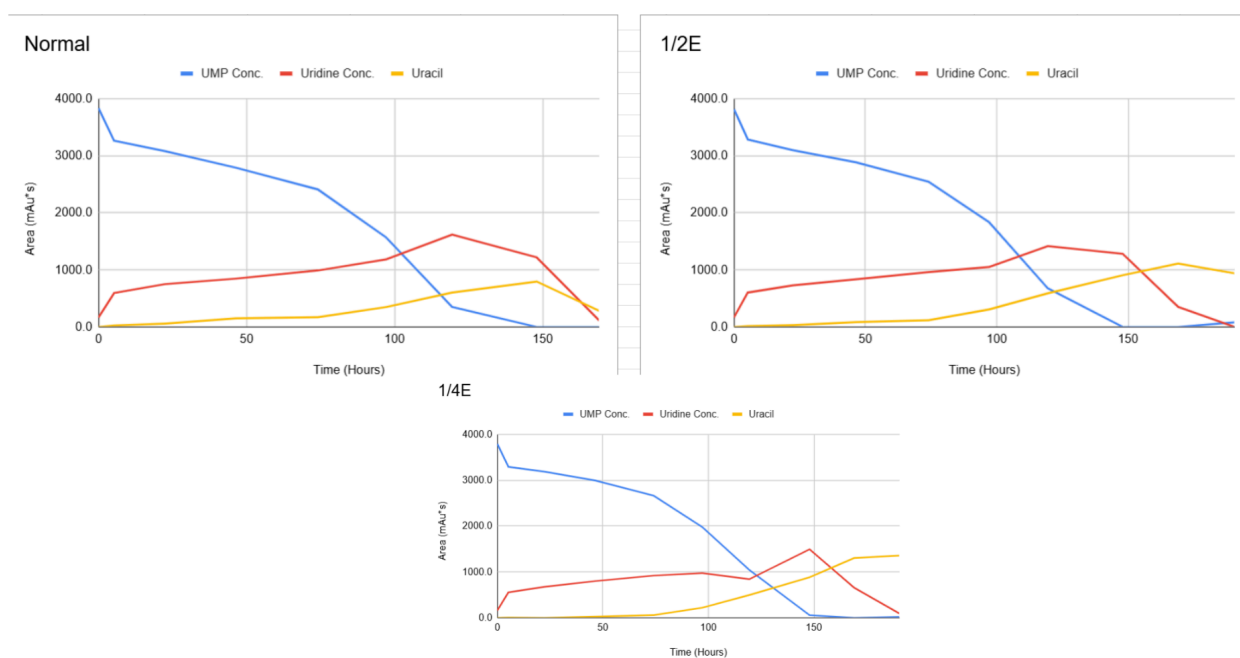 Normal
UMP Conc. Uridine Conc. Uracil
4000.0
3000.0
2000.0
1000.0
0.0
Area (mAu*s)
0 50 100 150
Time (Hours)
1/2E
UMP Conc. Uridine Conc. Uracil
4000.0
3000.0
2000.0
1000.0
0.0
Area (mAu*s)
0 50 100 150
Time (Hours)
1/4E
UMP Conc. Uridine Conc. Uracil
4000.0
3000.0
2000.0
1000.0
0.0
Area (mAu*s)
0 50 100 150
Time (Hours)